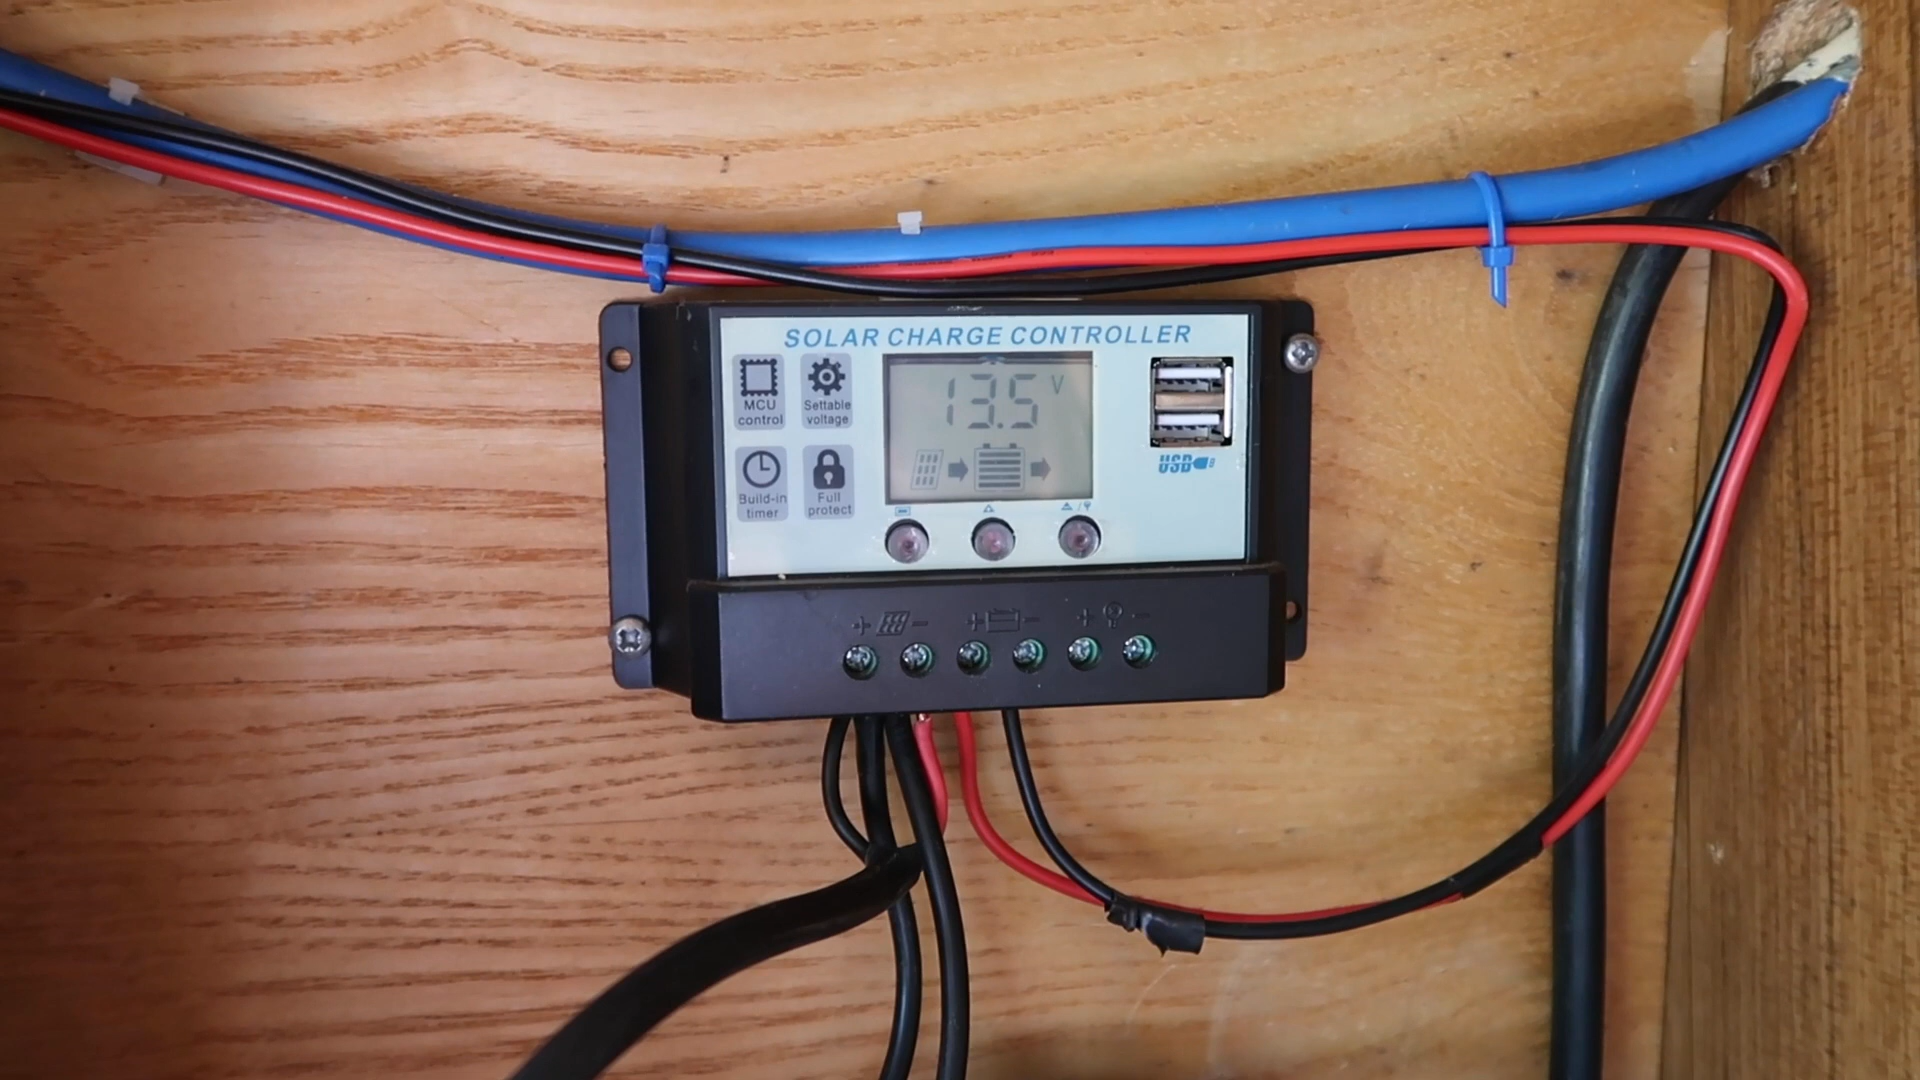 SOLAR CHARGE CONTROLLER
MCU
control
Settable
voltage
13.5 V
Build-in
timer
Full
protect
USB
+ -
+ -
+ -